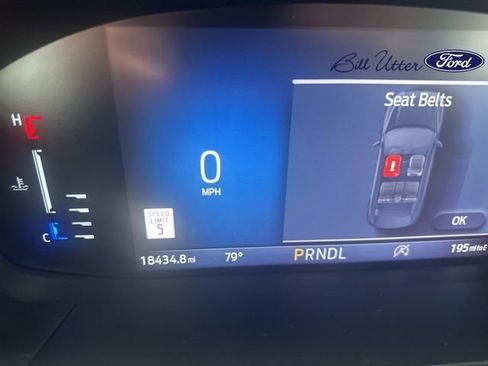 Bill Utter Ford
Seat Belts
H
0
MPH
SPEED
LIMIT
5
OK
C
18434.8 mi 79° PRNDL 195 mi to E